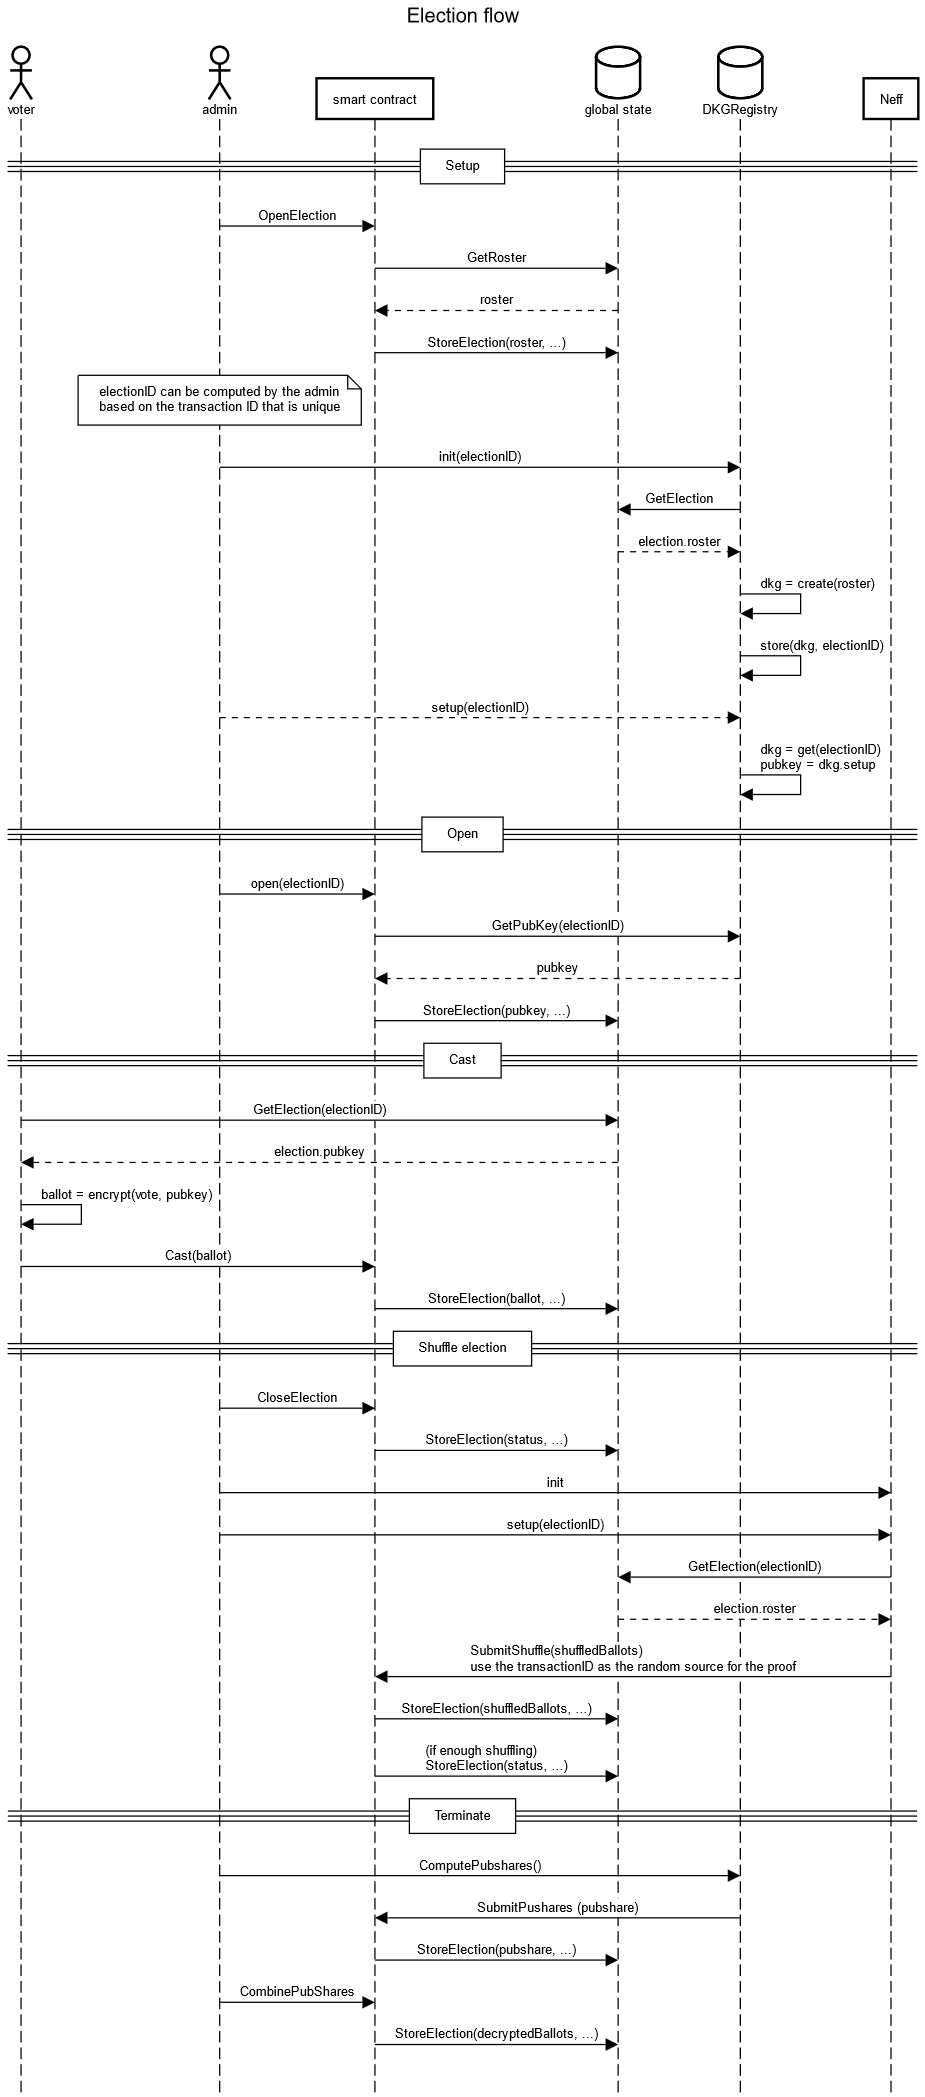 Election flow
voter
admin
smart contract
global state
DKGRegistry
Neff
Setup
OpenElection
GetRoster
roster
StoreElection(roster, ...)
electionID can be computed by the admin
based on the transaction ID that is unique
init(electionID)
GetElection
election.roster
dkg = create(roster)
store(dkg, electionID)
setup(electionID)
dkg = get(electionID)
pubkey = dkg.setup
Open
open(electionID)
GetPubKey(electionID)
pubkey
StoreElection(pubkey, ...)
Cast
GetElection(electionID)
election.pubkey
ballot = encrypt(vote, pubkey)
Cast(ballot)
StoreElection(ballot, ...)
Shuffle election
CloseElection
StoreElection(status, ...)
init
setup(electionID)
GetElection(electionID)
election.roster
SubmitShuffle(shuffledBallots)
use the transactionID as the random source for the proof
StoreElection(shuffledBallots, ...)
(if enough shuffling)
StoreElection(status, ...)
Terminate
ComputePubshares()
SubmitPushares (pubshare)
StoreElection(pubshare, ...)
CombinePubShares
StoreElection(decryptedBallots, ...)